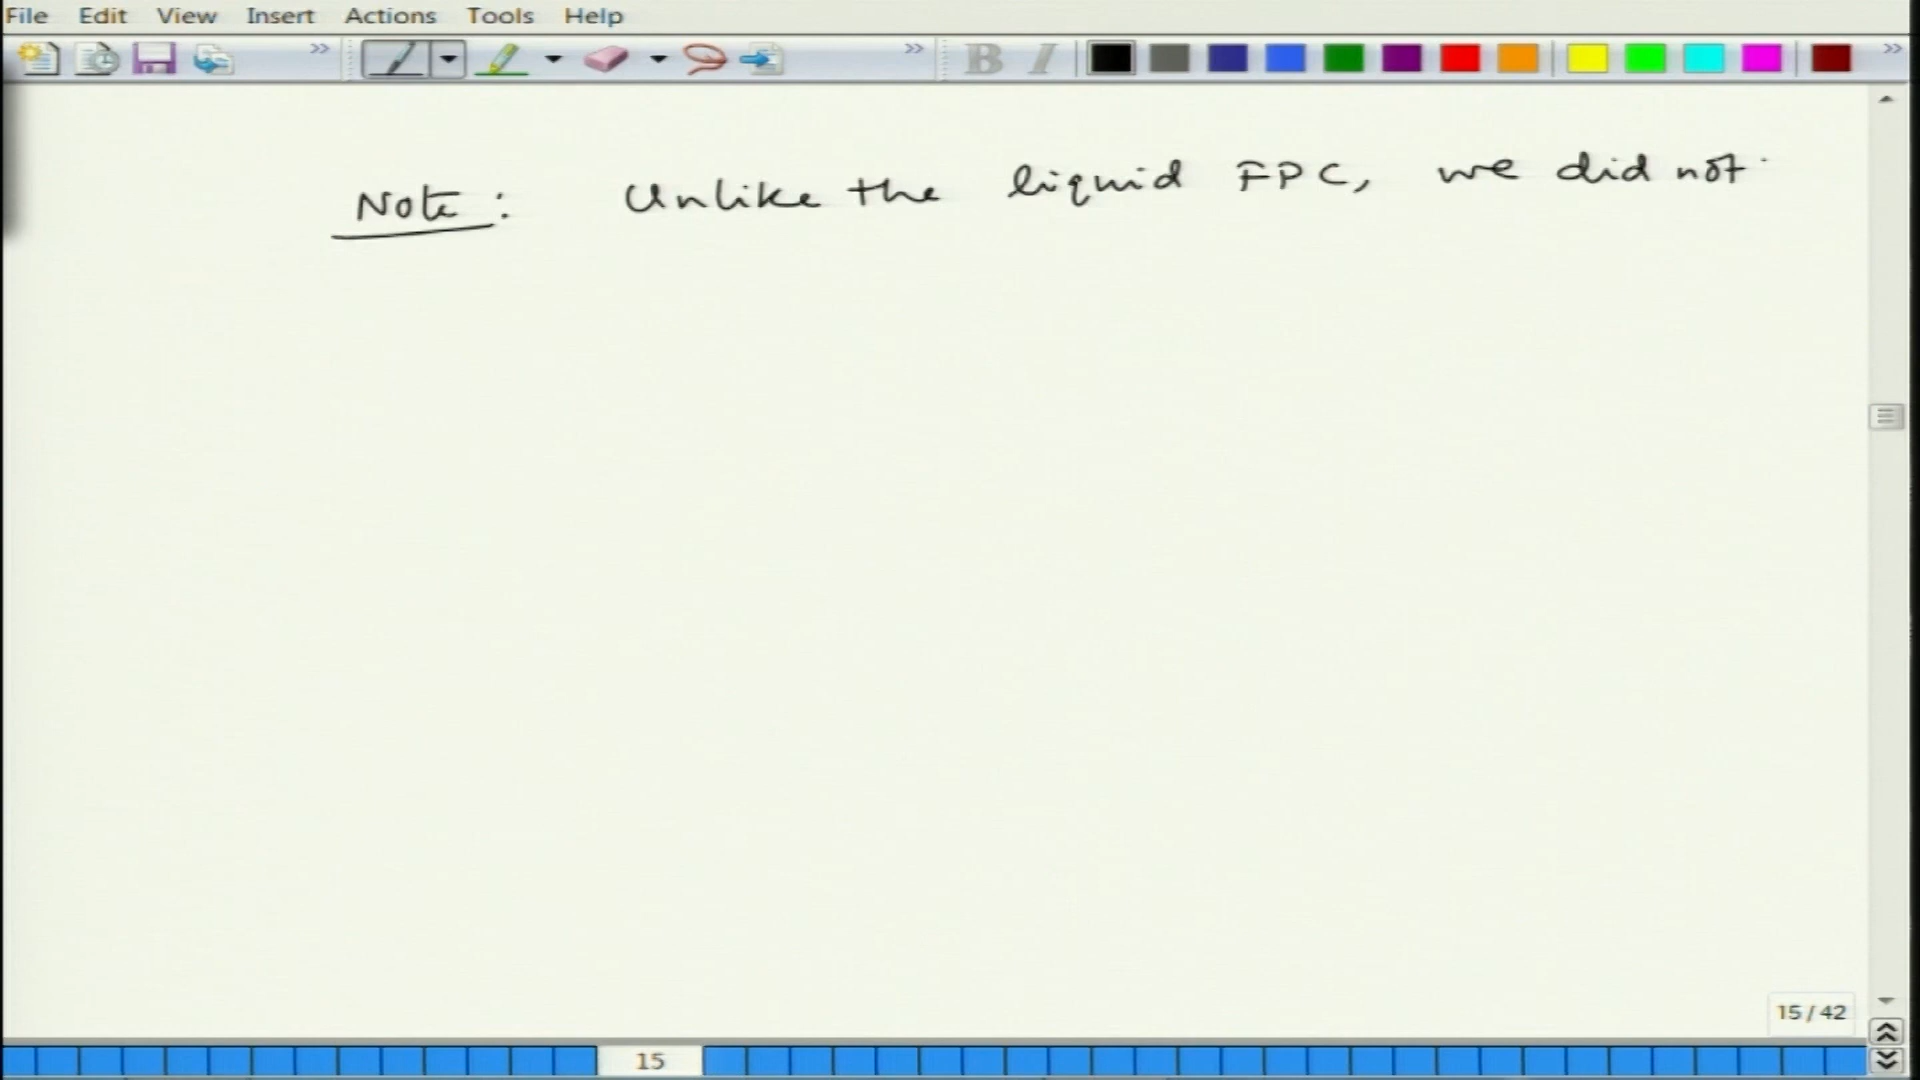 File Edit View Insert Actions Tools Help
B I
Note : Unlike the liquid FPC, we did not
15 / 42
15